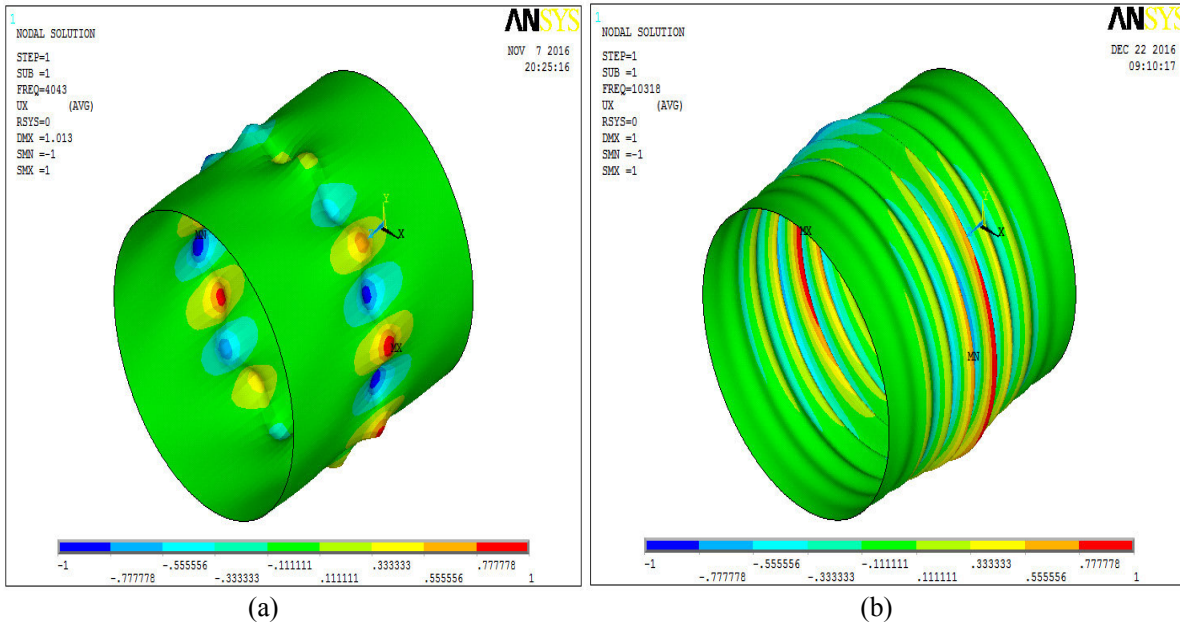 1
ANSYS
NODAL SOLUTION
NOV 7 2016
20:25:16
STEP=1
SUB =1
FREQ=4043
UX (AVG)
RSYS=0
DMX =1.013
SMN =-1
SMX =1
MN
Y
X
MX
-1 -.555556 -.111111 .333333 .777778
-.777778 -.333333 .111111 .555556 1
(a)
1
ANSYS
NODAL SOLUTION
DEC 22 2016
09:10:17
STEP=1
SUB =1
FREQ=10318
UX (AVG)
RSYS=0
DMX =1
SMN =-1
SMX =1
MX
Y
X
MN
-1 -.555556 -.111111 .333333 .777778
-.777778 -.333333 .111111 .555556 1
(b)